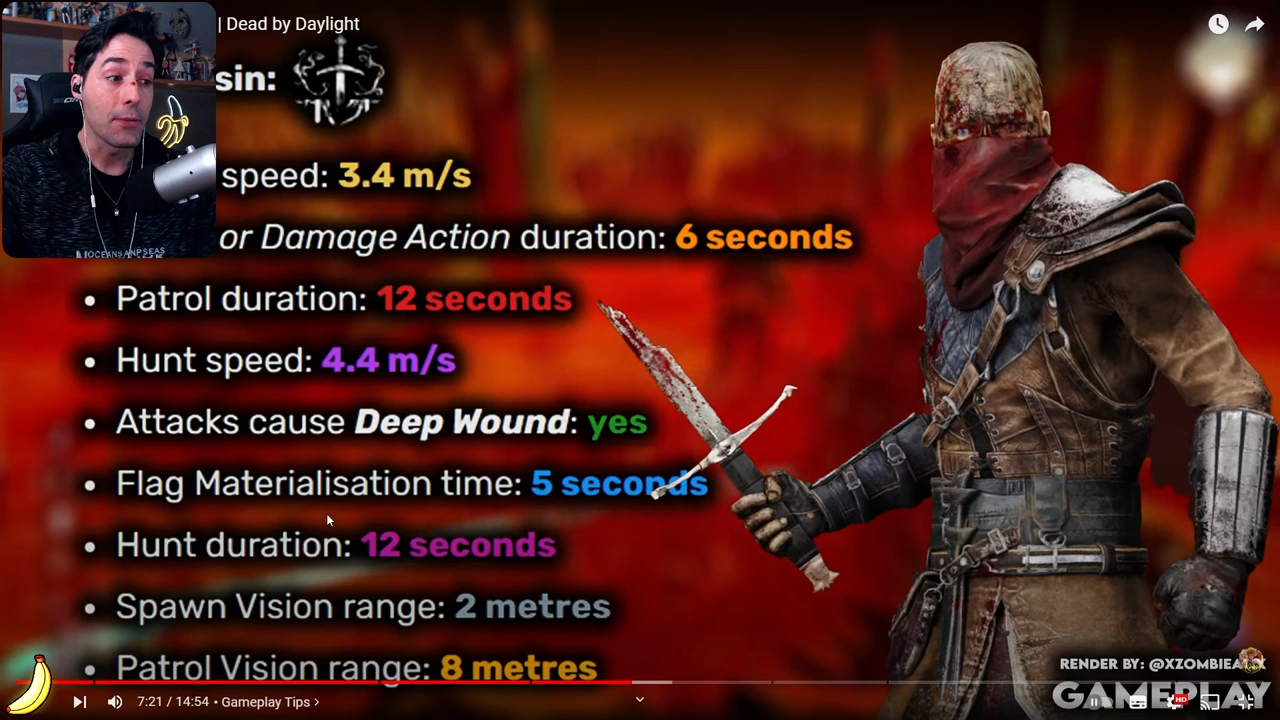 | Dead by Daylight
sin:
speed: 3.4 m/s
or Damage Action duration: 6 seconds
• Patrol duration: 12 seconds
• Hunt speed: 4.4 m/s
• Attacks cause Deep Wound: yes
• Flag Materialisation time: 5 seconds
• Hunt duration: 12 seconds
• Spawn Vision range: 2 metres
• Patrol Vision range: 8 metres
OCEANSANDSEAS
RENDER BY:
GAMEPLAY
7:21 / 14:54 • Gameplay Tips >
HD